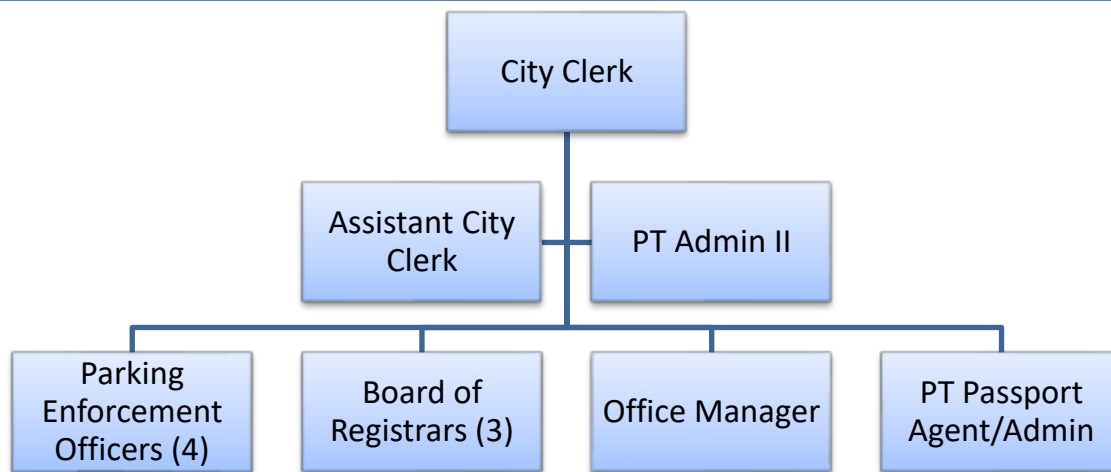 City Clerk
Assistant City
Clerk
PT Admin II
Parking
Enforcement
Officers (4)
Board of
Registrars (3)
Office Manager
PT Passport
Agent/Admin